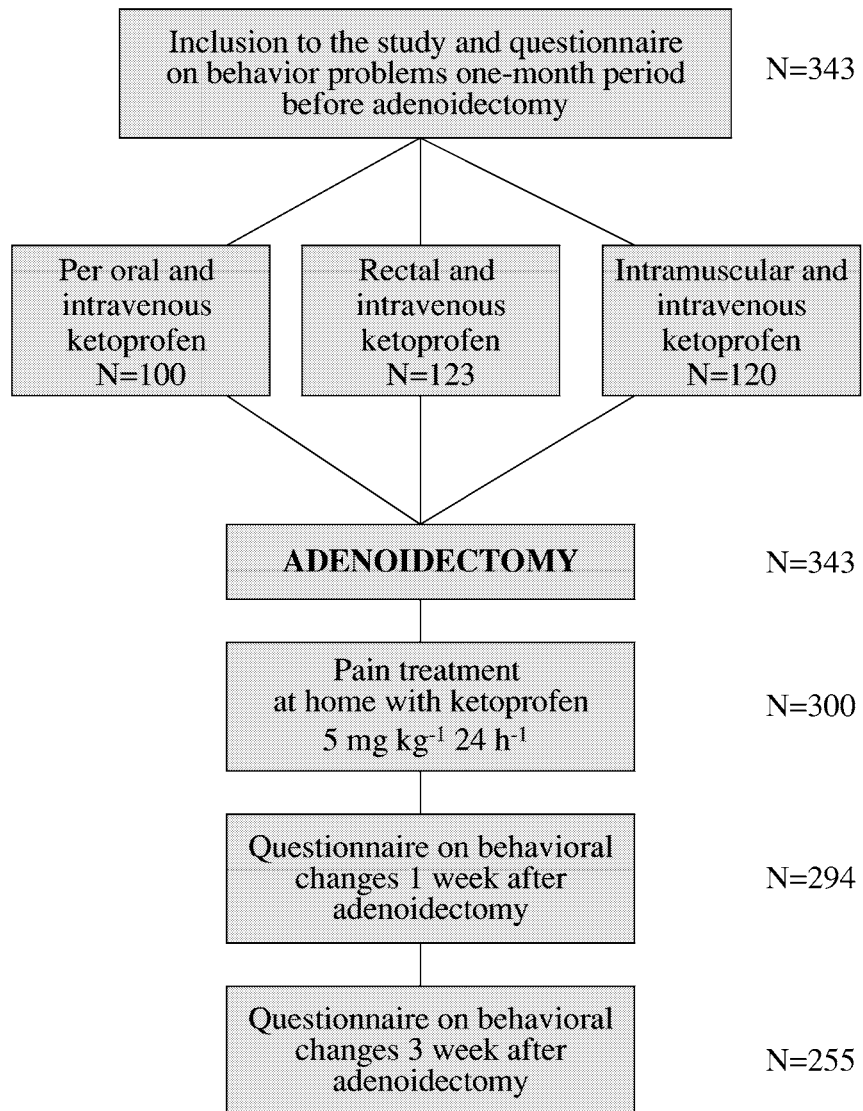 Inclusion to the study and questionnaire
on behavior problems one-month period
before adenoidectomy
N=343
Per oral and
intravenous
ketoprofen
N=100
Rectal and
intravenous
ketoprofen
N=123
Intramuscular and
intravenous
ketoprofen
N=120
ADENOIDECTOMY
N=343
Pain treatment
at home with ketoprofen
5 mg kg⁻¹ 24 h⁻¹
N=300
Questionnaire on behavioral
changes 1 week after
adenoidectomy
N=294
Questionnaire on behavioral
changes 3 week after
adenoidectomy
N=255